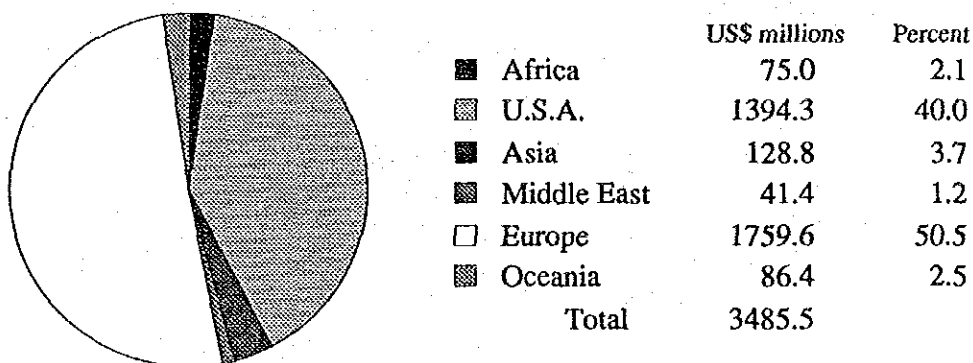 US$ millions Percent
Africa 75.0 2.1
U.S.A. 1394.3 40.0
Asia 128.8 3.7
Middle East 41.4 1.2
Europe 1759.6 50.5
Oceania 86.4 2.5
Total 3485.5